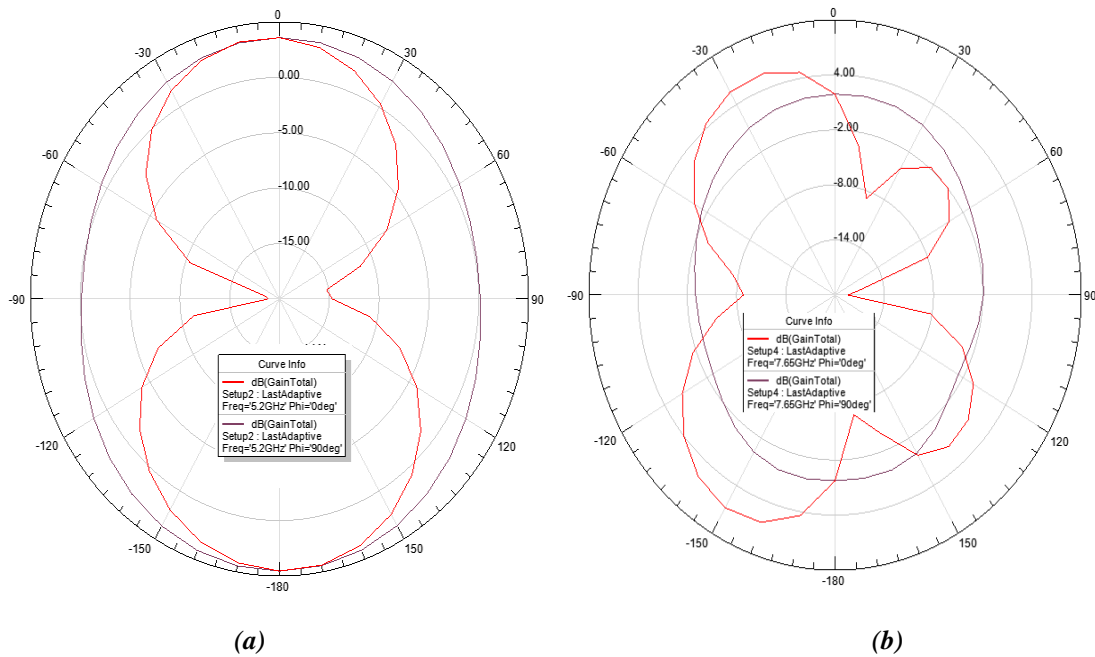 0
30
60
90
120
150
-180
-150
-120
-90
-60
-30
0.00
-5.00
-10.00
-15.00
Curve Info
dB(GainTotal)
Setup2 : LastAdaptive
Freq='5.2GHz' Phi='0deg'
dB(GainTotal)
Setup2 : LastAdaptive
Freq='5.2GHz' Phi='90deg'
(a)
0
30
60
90
120
150
-180
-150
-120
-90
-60
-30
4.00
-2.00
-8.00
-14.00
Curve Info
dB(GainTotal)
Setup4 : LastAdaptive
Freq='7.65GHz' Phi='0deg'
dB(GainTotal)
Setup4 : LastAdaptive
Freq='7.65GHz' Phi='90deg'
(b)